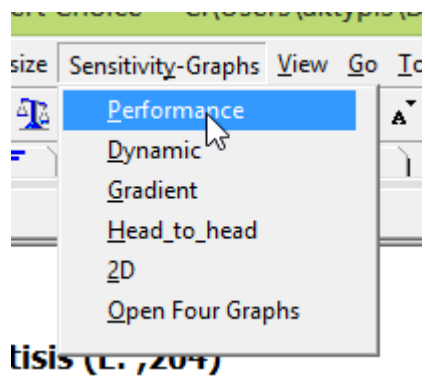 size Sensitivity-Graphs View Go
Performance
Dynamic
Gradient
Head_to_head
2D
Open Four Graphs